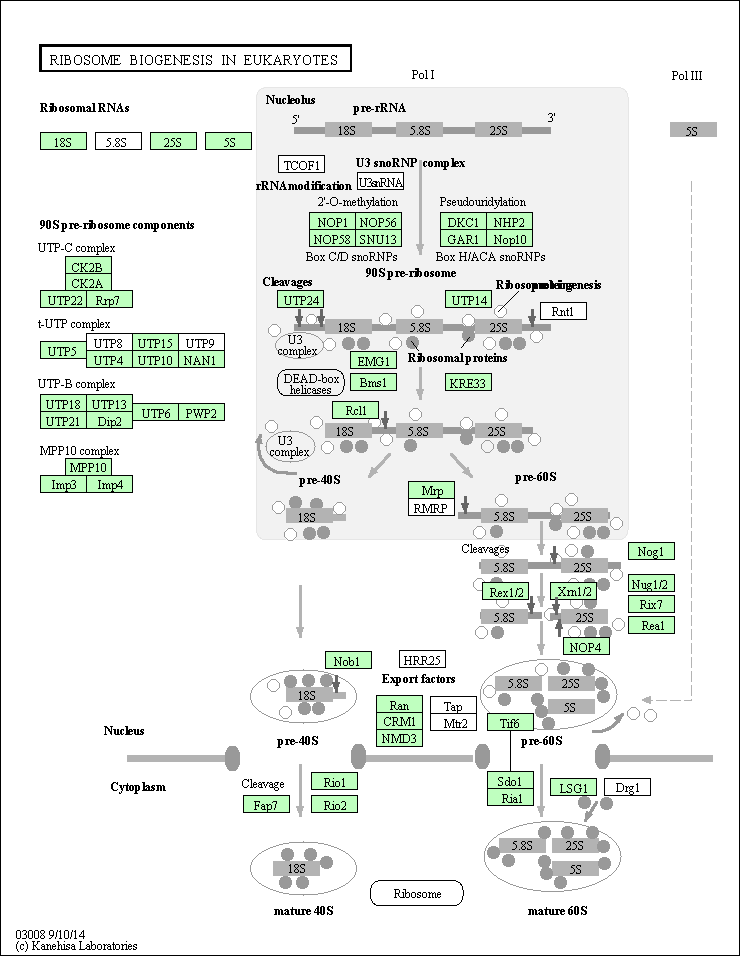 RIBOSOME BIOGENESIS IN EUKARYOTES
Pol I
Pol III
Ribosomal RNAs
Nucleolus
pre-rRNA
5'
3'
18S
5.8S
25S
5S
18S
5.8S
25S
5S
TCOF1
U3 snoRNP complex
U3snRNA
rRNA modification
2'-O-methylation
Pseudouridylation
NOP1
NOP56
NOP58
SNU13
DKC1
NHP2
GAR1
Nop10
Box C/D snoRNPs
Box H/ACA snoRNPs
90S pre-ribosome components
UTP-C complex
CK2B
CK2A
UTP22
Rrp7
t-UTP complex
UTP5
UTP8
UTP15
UTP9
UTP4
UTP10
NAN1
UTP-B complex
UTP18
UTP13
UTP21
Dip2
UTP6
PWP2
MPP10 complex
MPP10
Imp3
Imp4
90S pre-ribosome
Cleavages
UTP24
UTP14
Rnt1
18S
5.8S
25S
U3
complex
Ribosomal proteins
EMG1
Bms1
DEAD-box
helicases
KRE33
Rcl1
18S
5.8S
25S
U3
complex
pre-40S
pre-60S
Mrp
RMRP
18S
5.8S
25S
Cleavages
Nog1
5.8S
25S
Rex1/2
Xrn1/2
Nug1/2
Rix7
Rea1
5.8S
25S
NOP4
Nob1
HRR25
Export factors
18S
5.8S
25S
5S
Ran
CRM1
NMD3
Tap
Mtr2
Tif6
Nucleus
pre-40S
pre-60S
Cytoplasm
Cleavage
Fap7
Rio1
Rio2
Sdo1
Ria1
LSG1
Drg1
18S
5.8S
25S
5S
Ribosome
mature 40S
mature 60S
03008 9/10/14
(c) Kanehisa Laboratories